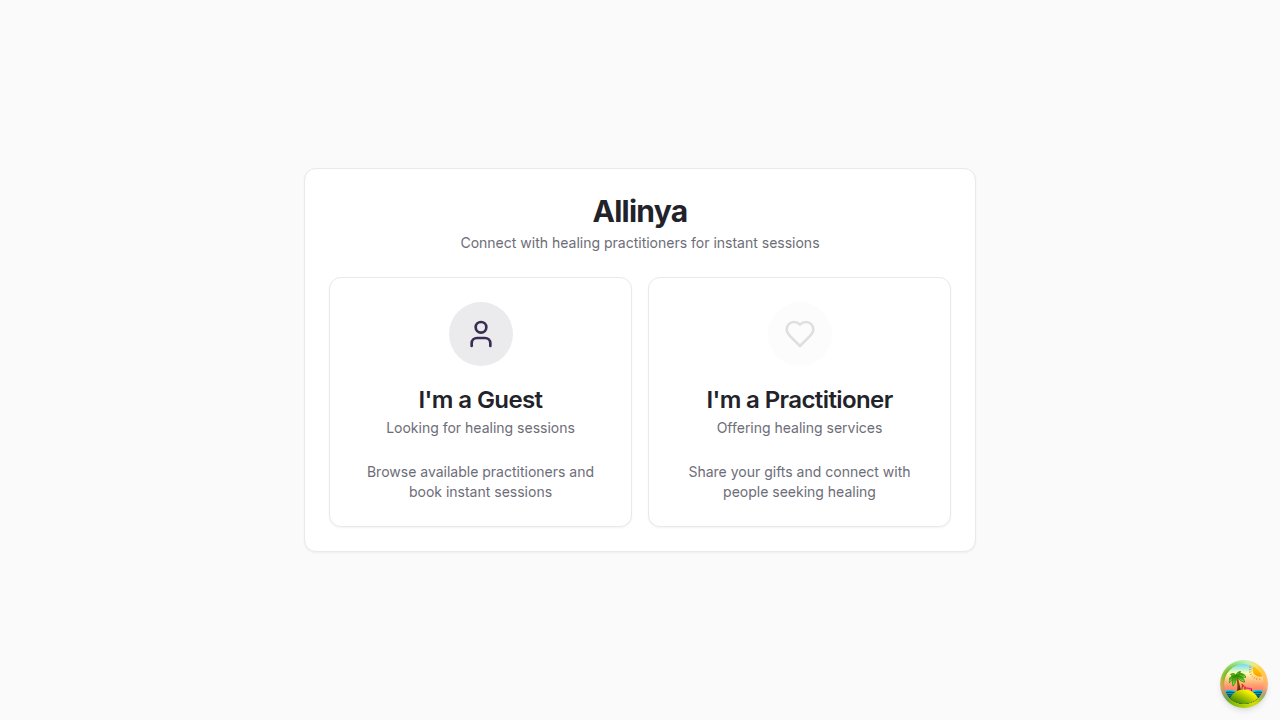 Allinya
Connect with healing practitioners for instant sessions
I'm a Guest
Looking for healing sessions
Browse available practitioners and
book instant sessions
I'm a Practitioner
Offering healing services
Share your gifts and connect with
people seeking healing